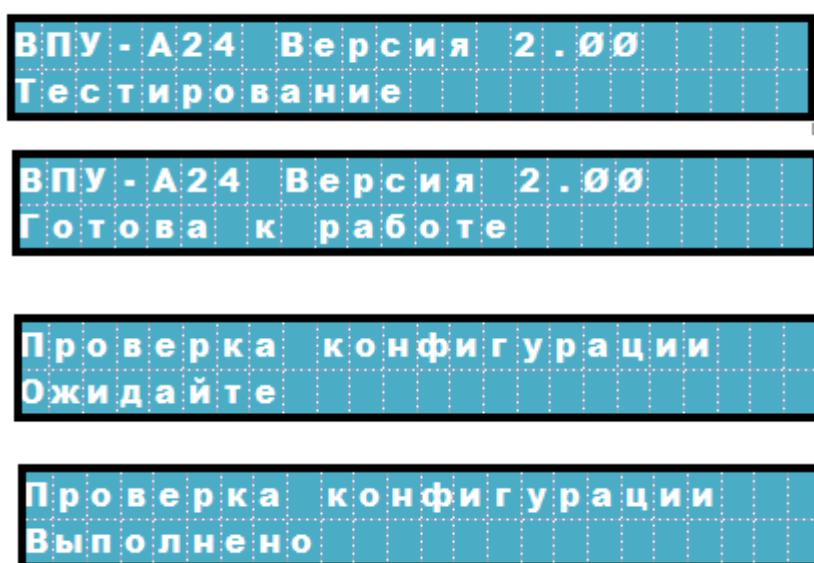 ВПУ-А24 Версия 2.ØØ
Тестирование
ВПУ-А24 Версия 2.ØØ
Готова к работе
Проверка конфигурации
Ожидайте
Проверка конфигурации
Выполнено